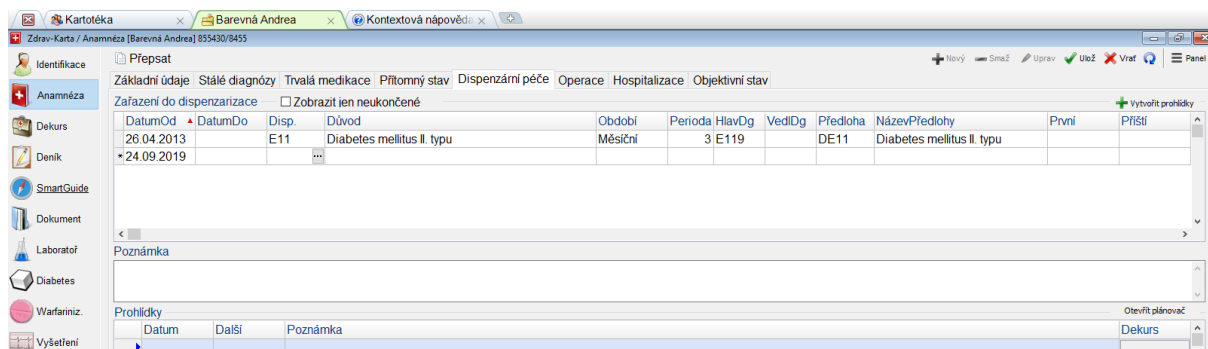 Kartotéka Barevná Andrea Kontextová nápověda
Zdrav-Karta / Anamnéza [Barevná Andrea] 855430/8455
Identifikace
Anamnéza
Dekurs
Deník
SmartGuide
Dokument
Laboratoř
Diabetes
Warfariniz.
Vyšetření
Přepsat Nový Smaž Uprav Ulož Vrať Panel
Základní údaje Stálé diagnózy Trvalá medikace Přítomný stav Dispenzární péče Operace Hospitalizace Objektivní stav
Zařazení do dispenzarizace Zobrazit jen neukončené Vytvořit prohlídky
DatumOd DatumDo Disp. Důvod Období Perioda HlavDg VedlDg Předloha NázevPředlohy První Příští
26.04.2013 E11 Diabetes mellitus II. typu Měsíční 3 E119 DE11 Diabetes mellitus II. typu
* 24.09.2019 ...
Poznámka
Prohlídky Otevřít plánovač
Datum Další Poznámka Dekurs